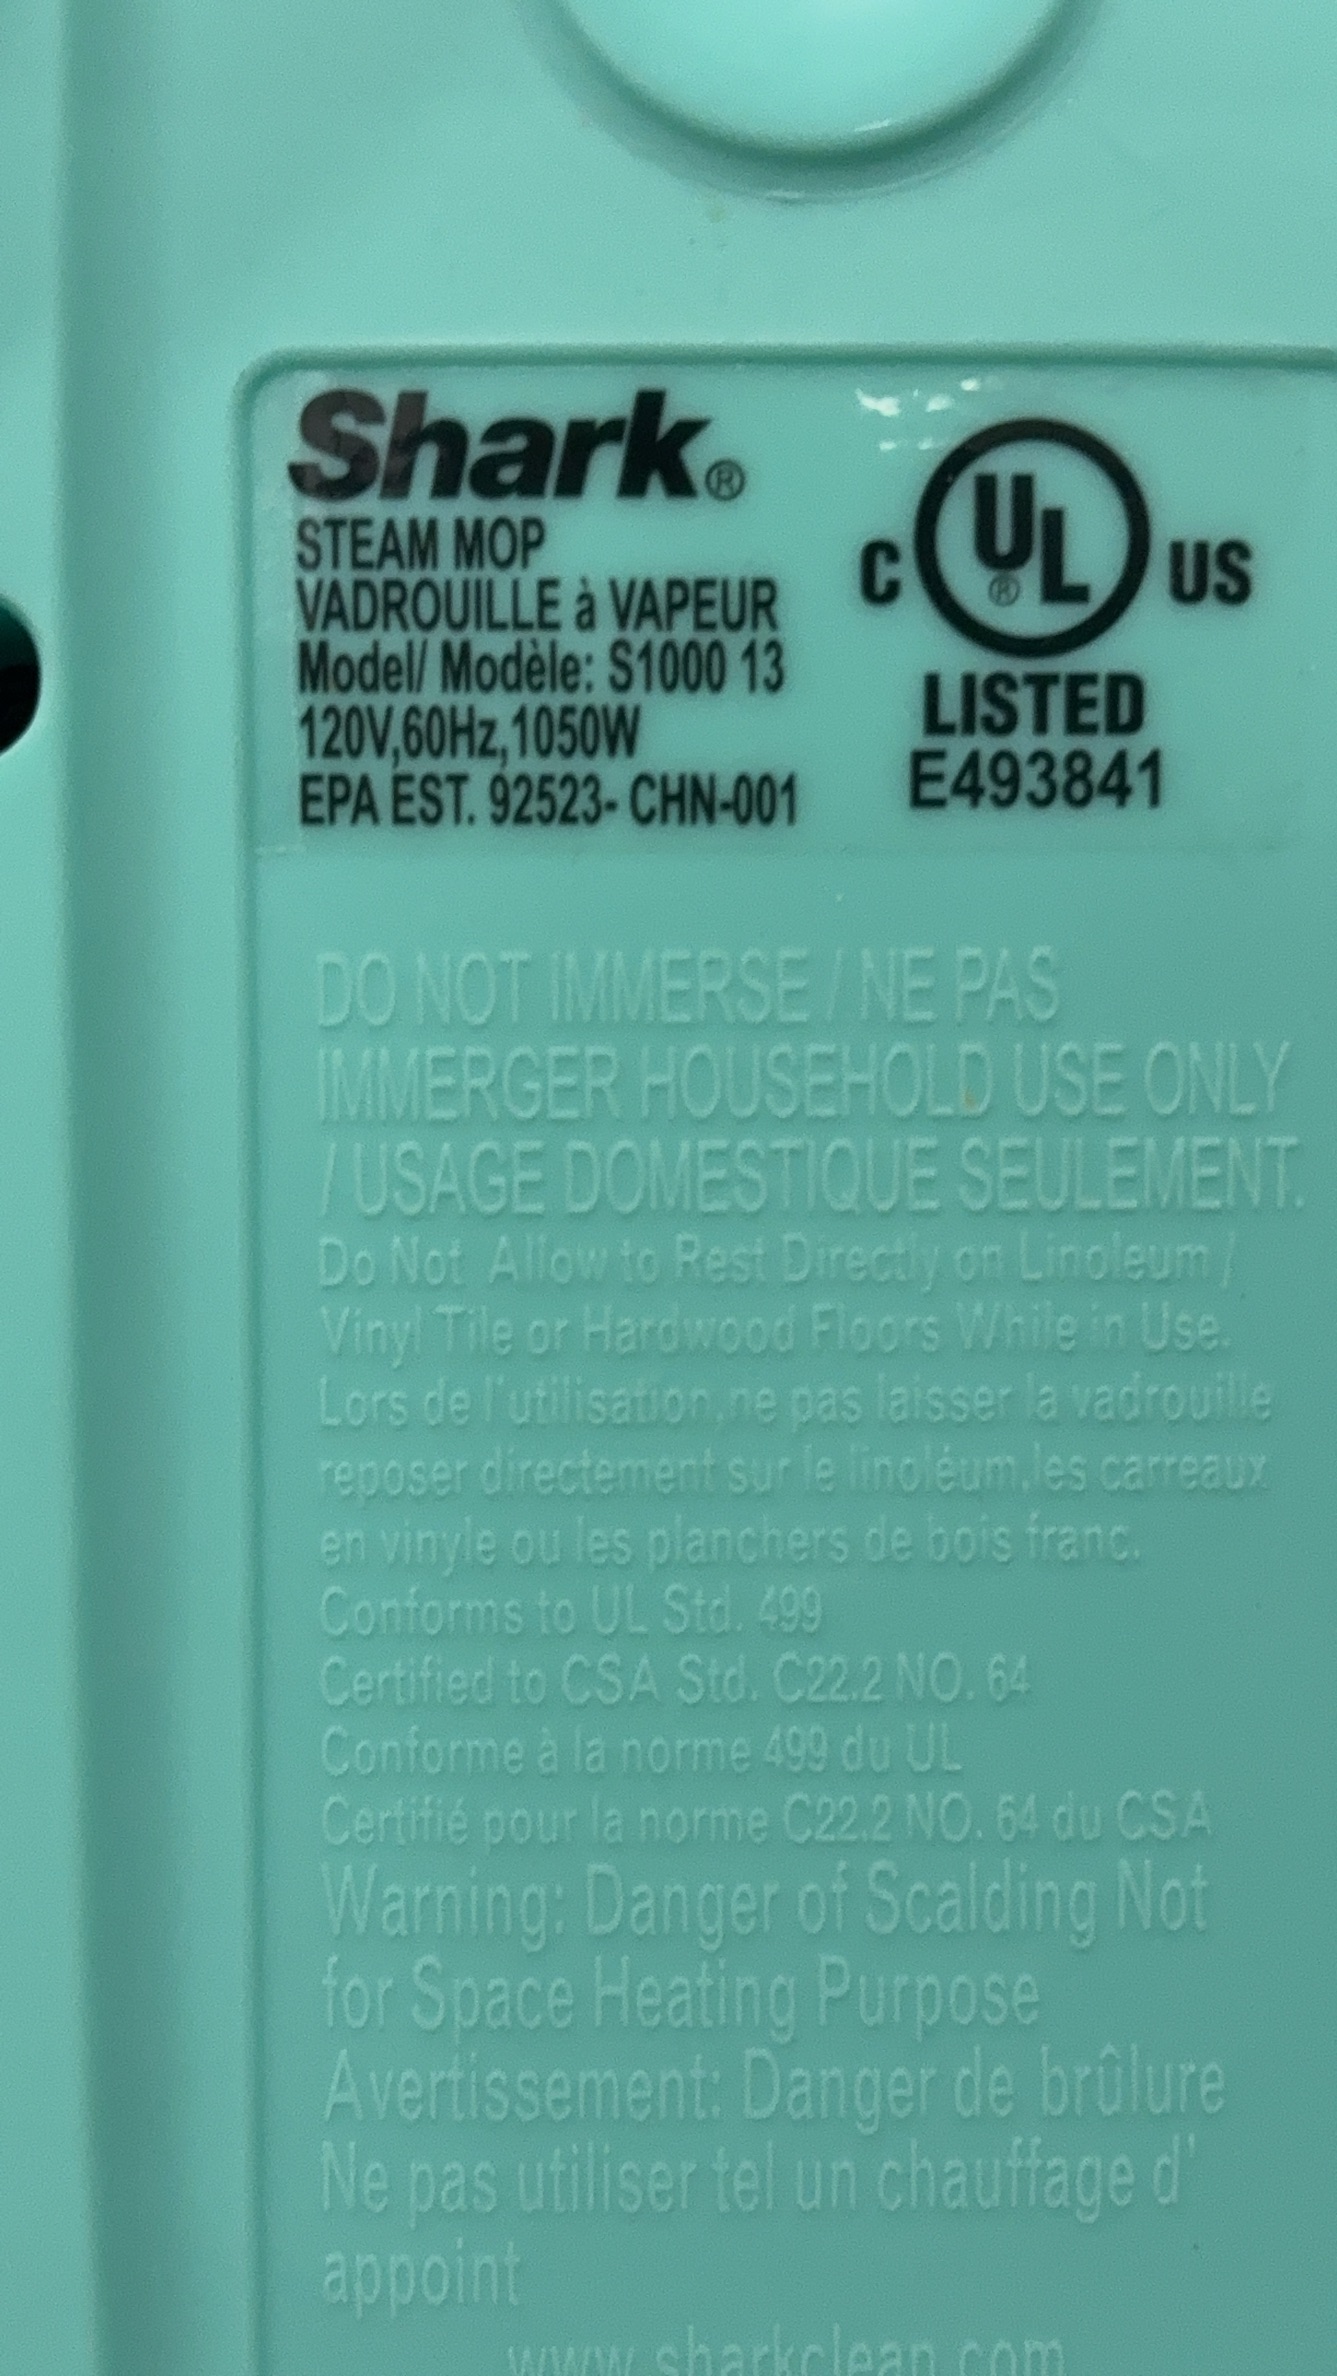 Shark®
STEAM MOP
VADROUILLE à VAPEUR
Model/ Modèle: S1000 13
120V,60Hz,1050W
EPA EST. 92523- CHN-001
C UL® US
LISTED
E493841
DO NOT IMMERSE / NE PAS
IMMERGER HOUSEHOLD USE ONLY
/ USAGE DOMESTIQUE SEULEMENT.
Do Not Allow to Rest Directly on Linoleum /
Vinyl Tile or Hardwood Floors While in Use.
Lors de l'utilisation,ne pas laisser la vadrouille
reposer directement sur le linoléum,les carreaux
en vinyle ou les planchers de bois franc.
Conforms to UL Std. 499
Certified to CSA Std. C22.2 NO. 64
Conforme à la norme 499 du UL
Certifié pour la norme C22.2 NO. 64 du CSA
Warning: Danger of Scalding Not
for Space Heating Purpose
Avertissement: Danger de brûlure
Ne pas utiliser tel un chauffage d'
appoint
www.sharkclean.com